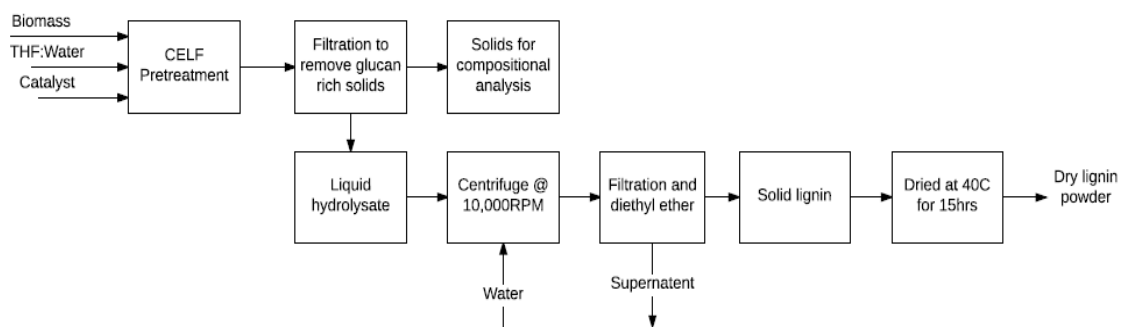 Biomass
THF:Water
Catalyst
CELF
Pretreatment
Filtration to
remove glucan
rich solids
Solids for
compositional
analysis
Liquid
hydrolysate
Centrifuge @
10,000RPM
Filtration and
diethyl ether
Solid lignin
Dried at 40C
for 15hrs
Dry lignin
powder
Water
Supernatent